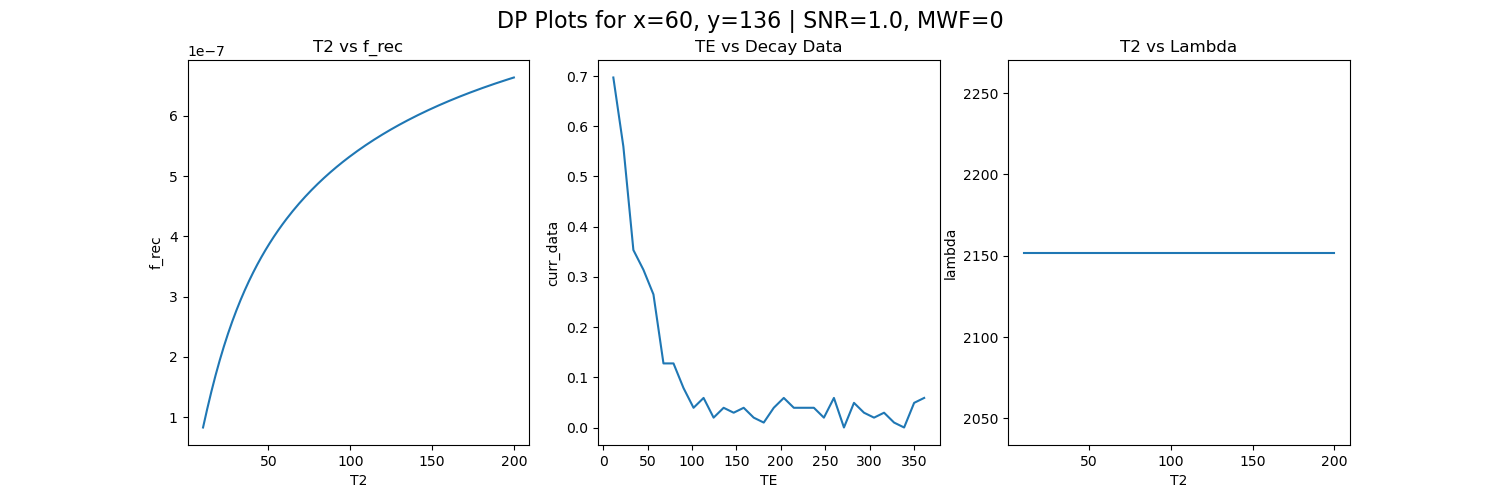 DP Plots for x=60, y=136 | SNR=1.0, MWF=0
T2 vs f_rec
1e−7
f_rec
6
5
4
3
2
1
50 100 150 200
T2
TE vs Decay Data
curr_data
0.7
0.6
0.5
0.4
0.3
0.2
0.1
0.0
0 50 100 150 200 250 300 350
TE
T2 vs Lambda
lambda
2250
2200
2150
2100
2050
50 100 150 200
T2